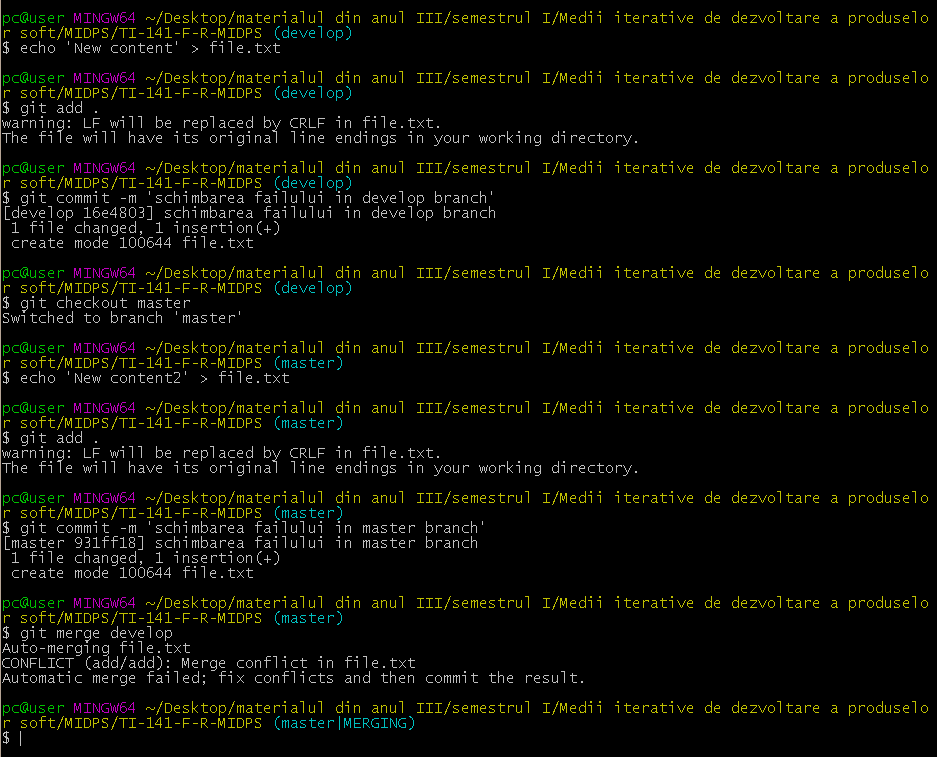 pc@user MINGW64 ~/Desktop/materialul din anul III/semestrul I/Medii iterative de dezvoltare a produselo
r soft/MIDPS/TI-141-F-R-MIDPS (develop)
$ echo 'New content' > file.txt
pc@user MINGW64 ~/Desktop/materialul din anul III/semestrul I/Medii iterative de dezvoltare a produselo
r soft/MIDPS/TI-141-F-R-MIDPS (develop)
$ git add .
warning: LF will be replaced by CRLF in file.txt.
The file will have its original line endings in your working directory.
pc@user MINGW64 ~/Desktop/materialul din anul III/semestrul I/Medii iterative de dezvoltare a produselo
r soft/MIDPS/TI-141-F-R-MIDPS (develop)
$ git commit -m 'schimbarea failului in develop branch'
[develop 16e4803] schimbarea failului in develop branch
 1 file changed, 1 insertion(+)
 create mode 100644 file.txt
pc@user MINGW64 ~/Desktop/materialul din anul III/semestrul I/Medii iterative de dezvoltare a produselo
r soft/MIDPS/TI-141-F-R-MIDPS (develop)
$ git checkout master
Switched to branch 'master'
pc@user MINGW64 ~/Desktop/materialul din anul III/semestrul I/Medii iterative de dezvoltare a produselo
r soft/MIDPS/TI-141-F-R-MIDPS (master)
$ echo 'New content2' > file.txt
pc@user MINGW64 ~/Desktop/materialul din anul III/semestrul I/Medii iterative de dezvoltare a produselo
r soft/MIDPS/TI-141-F-R-MIDPS (master)
$ git add .
warning: LF will be replaced by CRLF in file.txt.
The file will have its original line endings in your working directory.
pc@user MINGW64 ~/Desktop/materialul din anul III/semestrul I/Medii iterative de dezvoltare a produselo
r soft/MIDPS/TI-141-F-R-MIDPS (master)
$ git commit -m 'schimbarea failului in master branch'
[master 931ff18] schimbarea failului in master branch
 1 file changed, 1 insertion(+)
 create mode 100644 file.txt
pc@user MINGW64 ~/Desktop/materialul din anul III/semestrul I/Medii iterative de dezvoltare a produselo
r soft/MIDPS/TI-141-F-R-MIDPS (master)
$ git merge develop
Auto-merging file.txt
CONFLICT (add/add): Merge conflict in file.txt
Automatic merge failed; fix conflicts and then commit the result.
pc@user MINGW64 ~/Desktop/materialul din anul III/semestrul I/Medii iterative de dezvoltare a produselo
r soft/MIDPS/TI-141-F-R-MIDPS (master|MERGING)
$